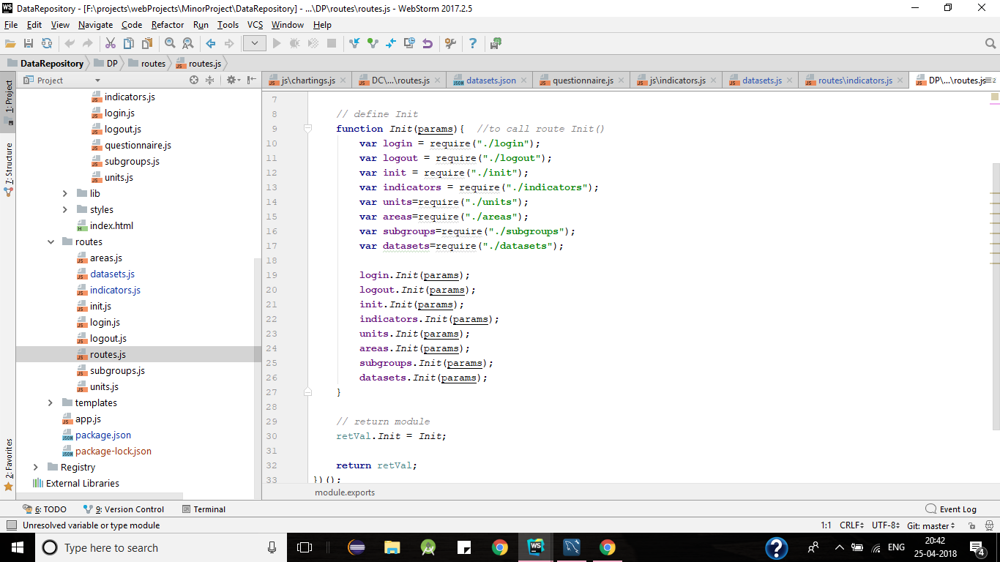 DataRepository - [F:\projects\webProjects\MinorProject\DataRepository] - ...\DP\routes\routes.js - WebStorm 2017.2.5
File Edit View Navigate Code Refactor Run Tools VCS Window Help
DataRepository DP routes routes.js
Project
js\chartings.js DC\...\routes.js datasets.json questionnaire.js js\indicators.js datasets.js routes\indicators.js DP\...\routes.js 2
1: Project
7: Structure
2: Favorites
indicators.js
login.js
logout.js
questionnaire.js
subgroups.js
units.js
lib
styles
index.html
routes
areas.js
datasets.js
indicators.js
init.js
login.js
logout.js
routes.js
subgroups.js
units.js
templates
app.js
package.json
package-lock.json
Registry
External Libraries
7
8 // define Init
9 function Init(params){ //to call route Init()
10 var login = require("./login");
11 var logout = require("./logout");
12 var init = require("./init");
13 var indicators = require("./indicators");
14 var units=require("./units");
15 var areas=require("./areas");
16 var subgroups=require("./subgroups");
17 var datasets=require("./datasets");
18
19 login.Init(params);
20 logout.Init(params);
21 init.Init(params);
22 indicators.Init(params);
23 units.Init(params);
24 areas.Init(params);
25 subgroups.Init(params);
26 datasets.Init(params);
27 }
28
29 // return module
30 retVal.Init = Init;
31
32 return retVal;
33 })();
module.exports
6: TODO 9: Version Control Terminal Event Log
Unresolved variable or type module 1:1 CRLF UTF-8 Git: master
Type here to search
ENG
20:42
25-04-2018
4